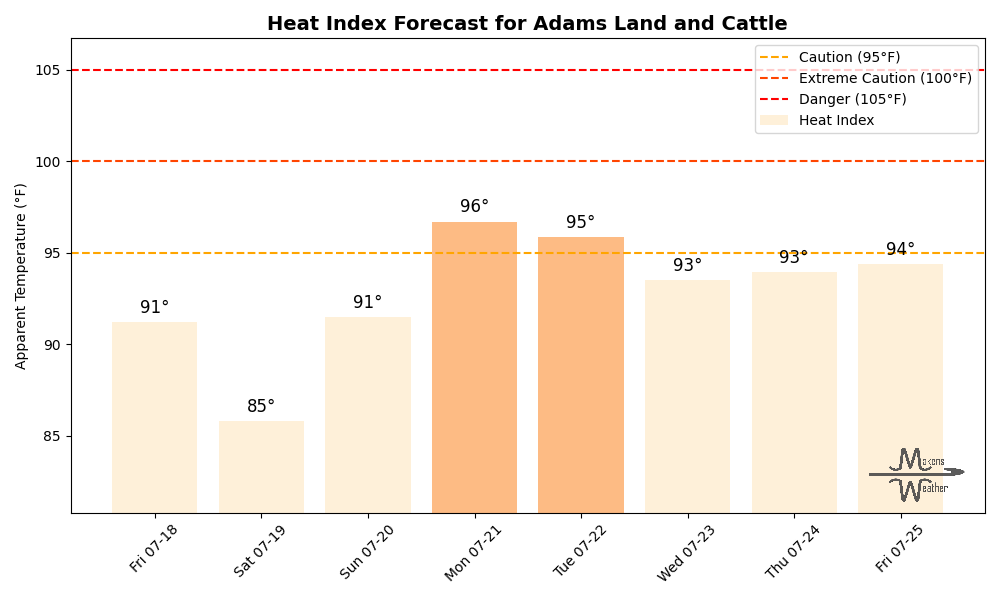 Heat Index Forecast for Adams Land and Cattle
Apparent Temperature (°F)
105
100
95
90
85
Caution (95°F)
Extreme Caution (100°F)
Danger (105°F)
Heat Index
91°
85°
91°
96°
95°
93°
93°
94°
Fri 07-18
Sat 07-19
Sun 07-20
Mon 07-21
Tue 07-22
Wed 07-23
Thu 07-24
Fri 07-25